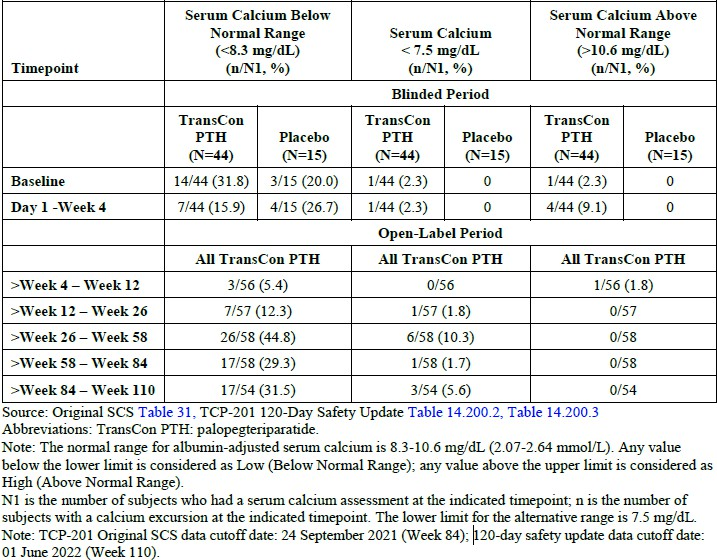 Timepoint
Serum Calcium Below
Normal Range
(<8.3 mg/dL)
(n/N1, %)
Serum Calcium
< 7.5 mg/dL
(n/N1, %)
Serum Calcium Above
Normal Range
(>10.6 mg/dL)
(n/N1, %)
Blinded Period
TransCon
PTH
(N=44)
Placebo
(N=15)
TransCon
PTH
(N=44)
Placebo
(N=15)
TransCon
PTH
(N=44)
Placebo
(N=15)
Baseline 14/44 (31.8) 3/15 (20.0) 1/44 (2.3) 0 1/44 (2.3) 0
Day 1 -Week 4 7/44 (15.9) 4/15 (26.7) 1/44 (2.3) 0 4/44 (9.1) 0
Open-Label Period
All TransCon PTH All TransCon PTH All TransCon PTH
>Week 4 – Week 12 3/56 (5.4) 0/56 1/56 (1.8)
>Week 12 – Week 26 7/57 (12.3) 1/57 (1.8) 0/57
>Week 26 – Week 58 26/58 (44.8) 6/58 (10.3) 0/58
>Week 58 – Week 84 17/58 (29.3) 1/58 (1.7) 0/58
>Week 84 – Week 110 17/54 (31.5) 3/54 (5.6) 0/54
Source: Original SCS Table 31, TCP-201 120-Day Safety Update Table 14.200.2, Table 14.200.3
Abbreviations: TransCon PTH: palopegteriparatide.
Note: The normal range for albumin-adjusted serum calcium is 8.3-10.6 mg/dL (2.07-2.64 mmol/L). Any value
below the lower limit is considered as Low (Below Normal Range); any value above the upper limit is considered as
High (Above Normal Range).
N1 is the number of subjects who had a serum calcium assessment at the indicated timepoint; n is the number of
subjects with a calcium excursion at the indicated timepoint. The lower limit for the alternative range is 7.5 mg/dL.
Note: TCP-201 Original SCS data cutoff date: 24 September 2021 (Week 84); 120-day safety update data cutoff date:
01 June 2022 (Week 110).